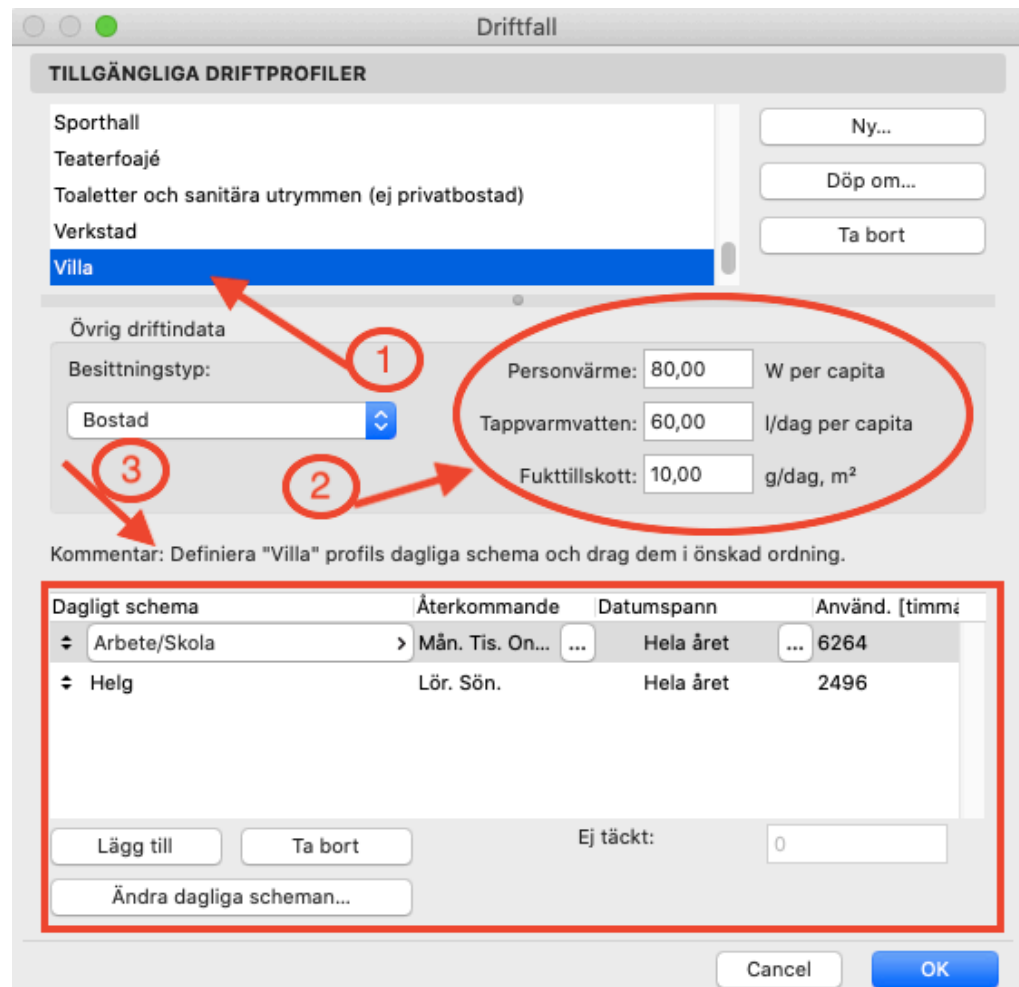 Driftfall
TILLGÄNGLIGA DRIFTPROFILER
Sporthall
Teaterfoajé
Toaletter och sanitära utrymmen (ej privatbostad)
Verkstad
Villa
Ny...
Döp om...
Ta bort
Övrig driftindata
1
Besittningstyp:
Bostad
3
2
Personvärme: 80,00 W per capita
Tappvarmvatten: 60,00 l/dag per capita
Fukttillskott: 10,00 g/dag, m²
Kommentar: Definiera "Villa" profils dagliga schema och drag dem i önskad ordning.
Dagligt schema Återkommande Datumspann Använd. [timma
Arbete/Skola > Mån. Tis. On... ... Hela året ... 6264
Helg Lör. Sön. Hela året 2496
Lägg till Ta bort Ej täckt: 0
Ändra dagliga scheman...
Cancel OK